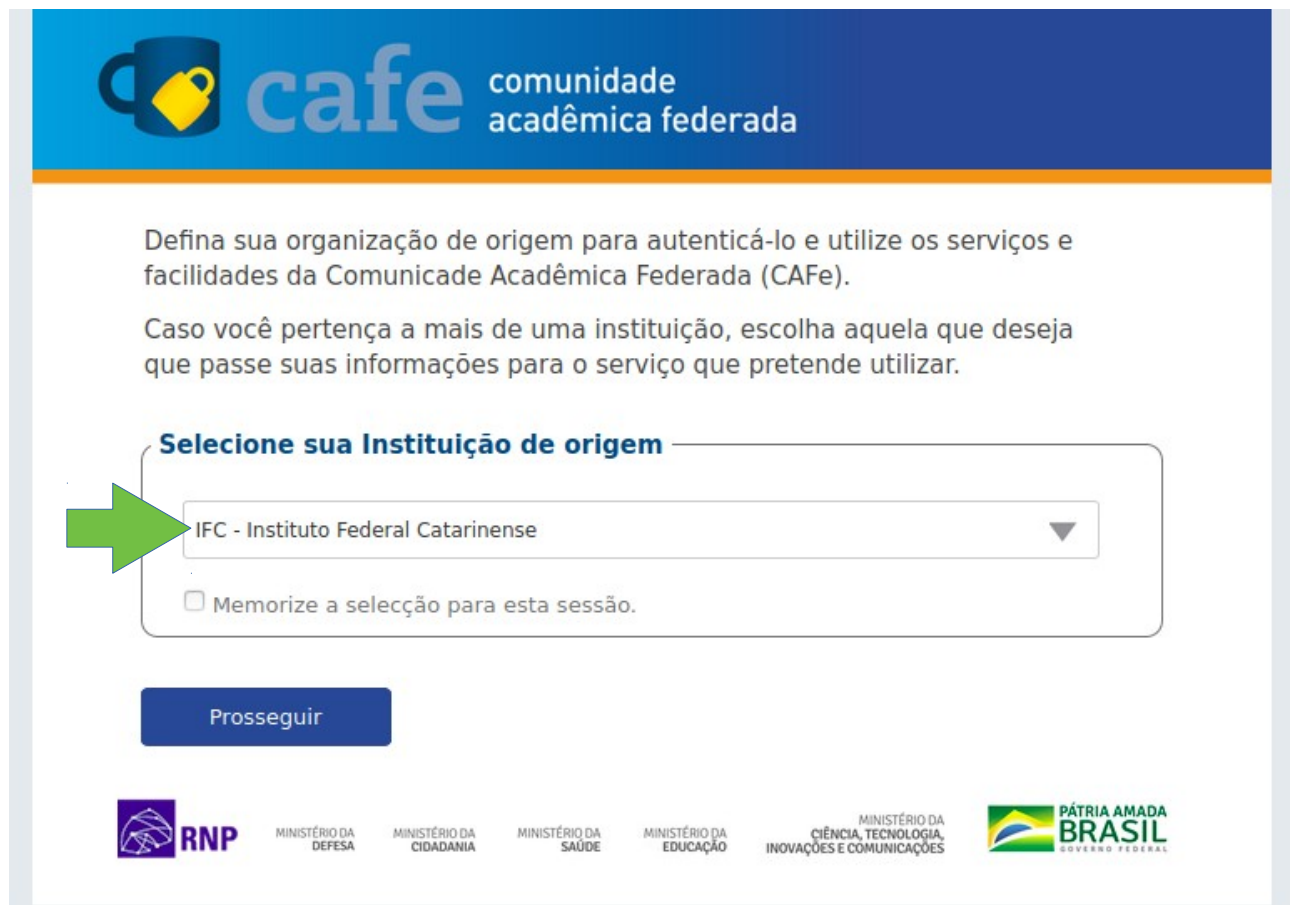 cafe comunidade
acadêmica federada
Defina sua organização de origem para autenticá-lo e utilize os serviços e
facilidades da Comunicade Acadêmica Federada (CAFe).
Caso você pertença a mais de uma instituição, escolha aquela que deseja
que passe suas informações para o serviço que pretende utilizar.
Selecione sua Instituição de origem
IFC - Instituto Federal Catarinense
Memorize a selecção para esta sessão.
Prosseguir
RNP
MINISTÉRIO DA
DEFESA
MINISTÉRIO DA
CIDADANIA
MINISTÉRIO DA
SAÚDE
MINISTÉRIO DA
EDUCAÇÃO
MINISTÉRIO DA
CIÊNCIA, TECNOLOGIA,
INOVAÇÕES E COMUNICAÇÕES
PÁTRIA AMADA
BRASIL
GOVERNO FEDERAL